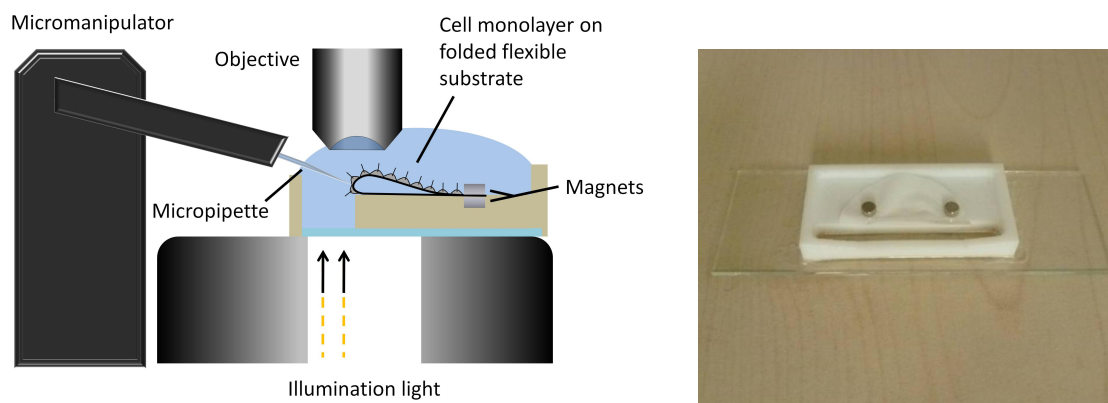 Micromanipulator
Objective
Cell monolayer on
folded flexible
substrate
Magnets
Micropipette
Illumination light